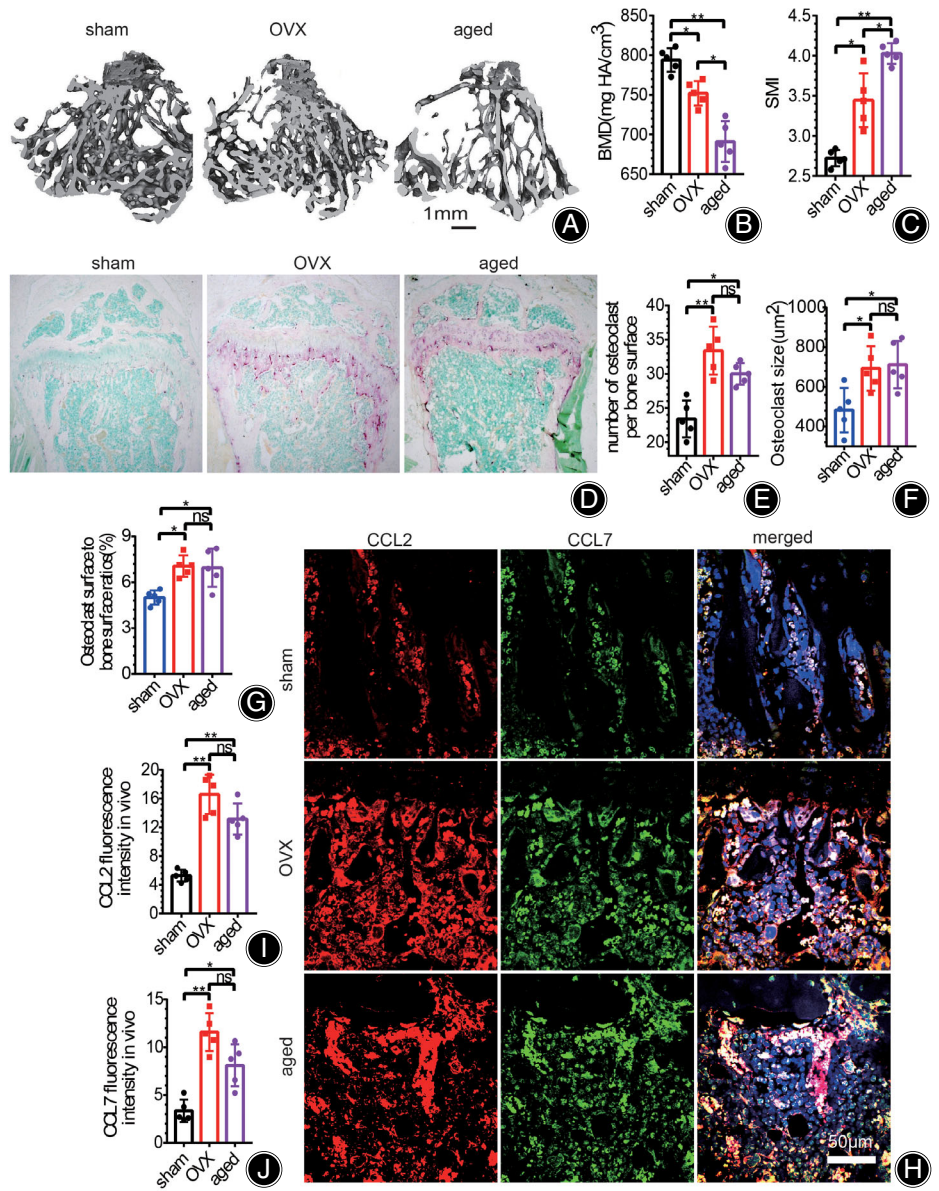 sham OVX aged
1mm
A
BMD(mg HA/cm3)
850
800
750
700
650
**
*
*
sham OVX aged
B
SMI
4.5
4.0
3.5
3.0
2.5
**
*
*
sham OVX aged
C
sham OVX aged
D
number of osteoclast
per bone surface
40
35
30
25
20
*
**
ns
sham OVX aged
E
Osteoclast size(um2)
1000
800
600
400
*
*
ns
sham OVX aged
F
Osteoclast surface to
bone surface ratios(%)
9
6
3
0
*
*
ns
sham OVX aged
G
CCL2 CCL7 merged
sham
OVX
aged
50μm
H
CCL2 fluorescence
intensity in vivo
20
16
12
8
4
0
**
**
ns
sham OVX aged
I
CCL7 fluorescence
intensity in vivo
15
10
5
0
*
**
ns
sham OVX aged
J